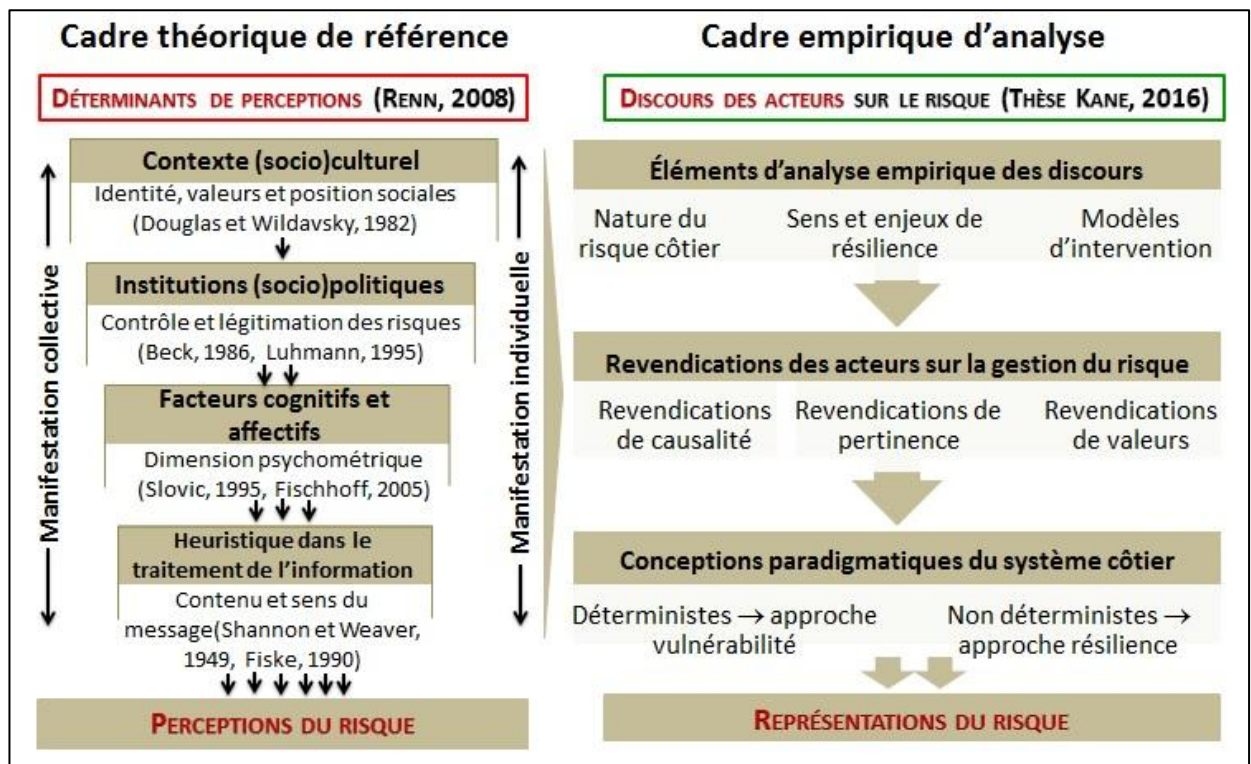 Cadre théorique de référence
DÉTERMINANTS DE PERCEPTIONS (RENN, 2008)
Manifestation collective
Contexte (socio)culturel
Identité, valeurs et position sociales
(Douglas et Wildavsky, 1982)
Institutions (socio)politiques
Contrôle et légitimation des risques
(Beck, 1986, Luhmann, 1995)
Facteurs cognitifs et
affectifs
Dimension psychométrique
(Slovic, 1995, Fischhoff, 2005)
Heuristique dans le
traitement de l'information
Contenu et sens du
message(Shannon et Weaver,
1949, Fiske, 1990)
PERCEPTIONS DU RISQUE
Manifestation individuelle
Cadre empirique d'analyse
DISCOURS DES ACTEURS SUR LE RISQUE (THÈSE KANE, 2016)
Éléments d'analyse empirique des discours
Nature du
risque côtier
Sens et enjeux de
résilience
Modèles
d'intervention
Revendications des acteurs sur la gestion du risque
Revendications
de causalité
Revendications de
pertinence
Revendications
de valeurs
Conceptions paradigmatiques du système côtier
Déterministes → approche
vulnérabilité
Non déterministes →
approche résilience
REPRÉSENTATIONS DU RISQUE